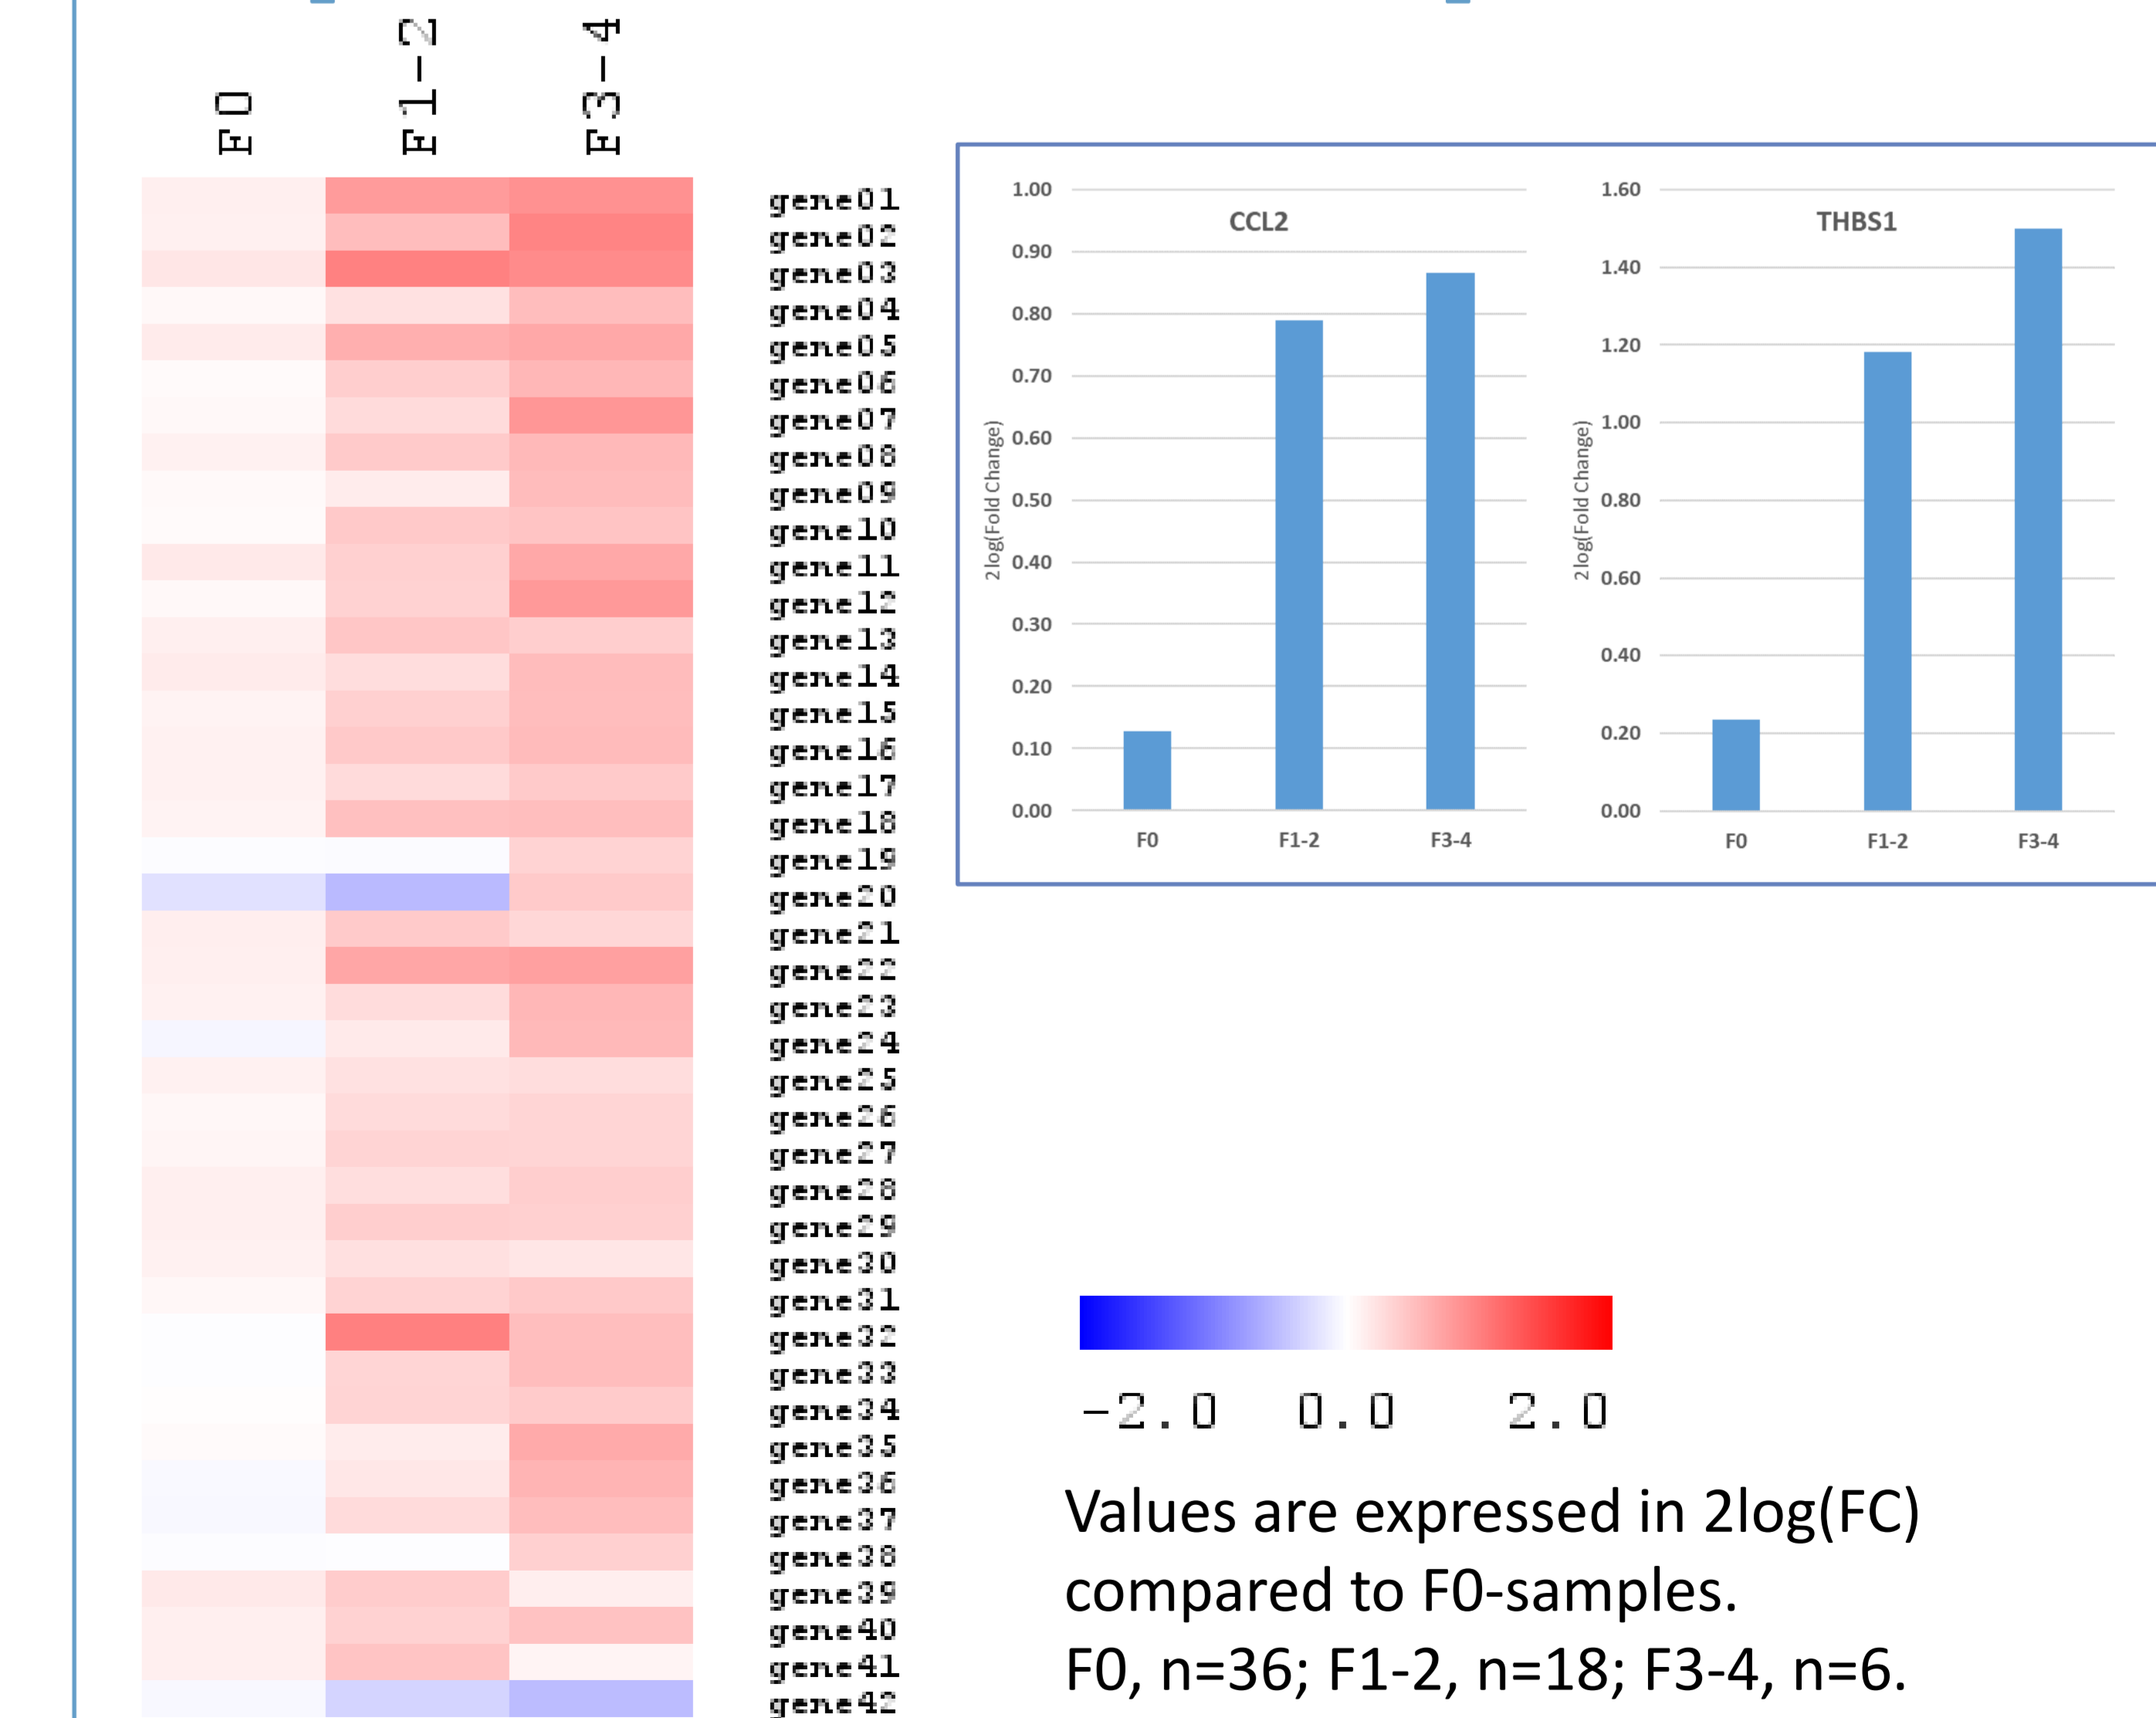 F0
F1-2
F3-4
gene01
gene02
gene03
gene04
gene05
gene06
gene07
gene08
gene09
gene10
gene11
gene12
gene13
gene14
gene15
gene16
gene17
gene18
gene19
gene20
gene21
gene22
gene23
gene24
gene25
gene26
gene27
gene28
gene29
gene30
gene31
gene32
gene33
gene34
gene35
gene36
gene37
gene38
gene39
gene40
gene41
gene42
CCL2
2log(Fold Change)
1.00
0.90
0.80
0.70
0.60
0.50
0.40
0.30
0.20
0.10
0.00
F0 F1-2 F3-4
THBS1
2log(Fold Change)
1.60
1.40
1.20
1.00
0.80
0.60
0.40
0.20
0.00
F0 F1-2 F3-4
-2.0 0.0 2.0
Values are expressed in 2log(FC)
compared to F0-samples.
F0, n=36; F1-2, n=18; F3-4, n=6.